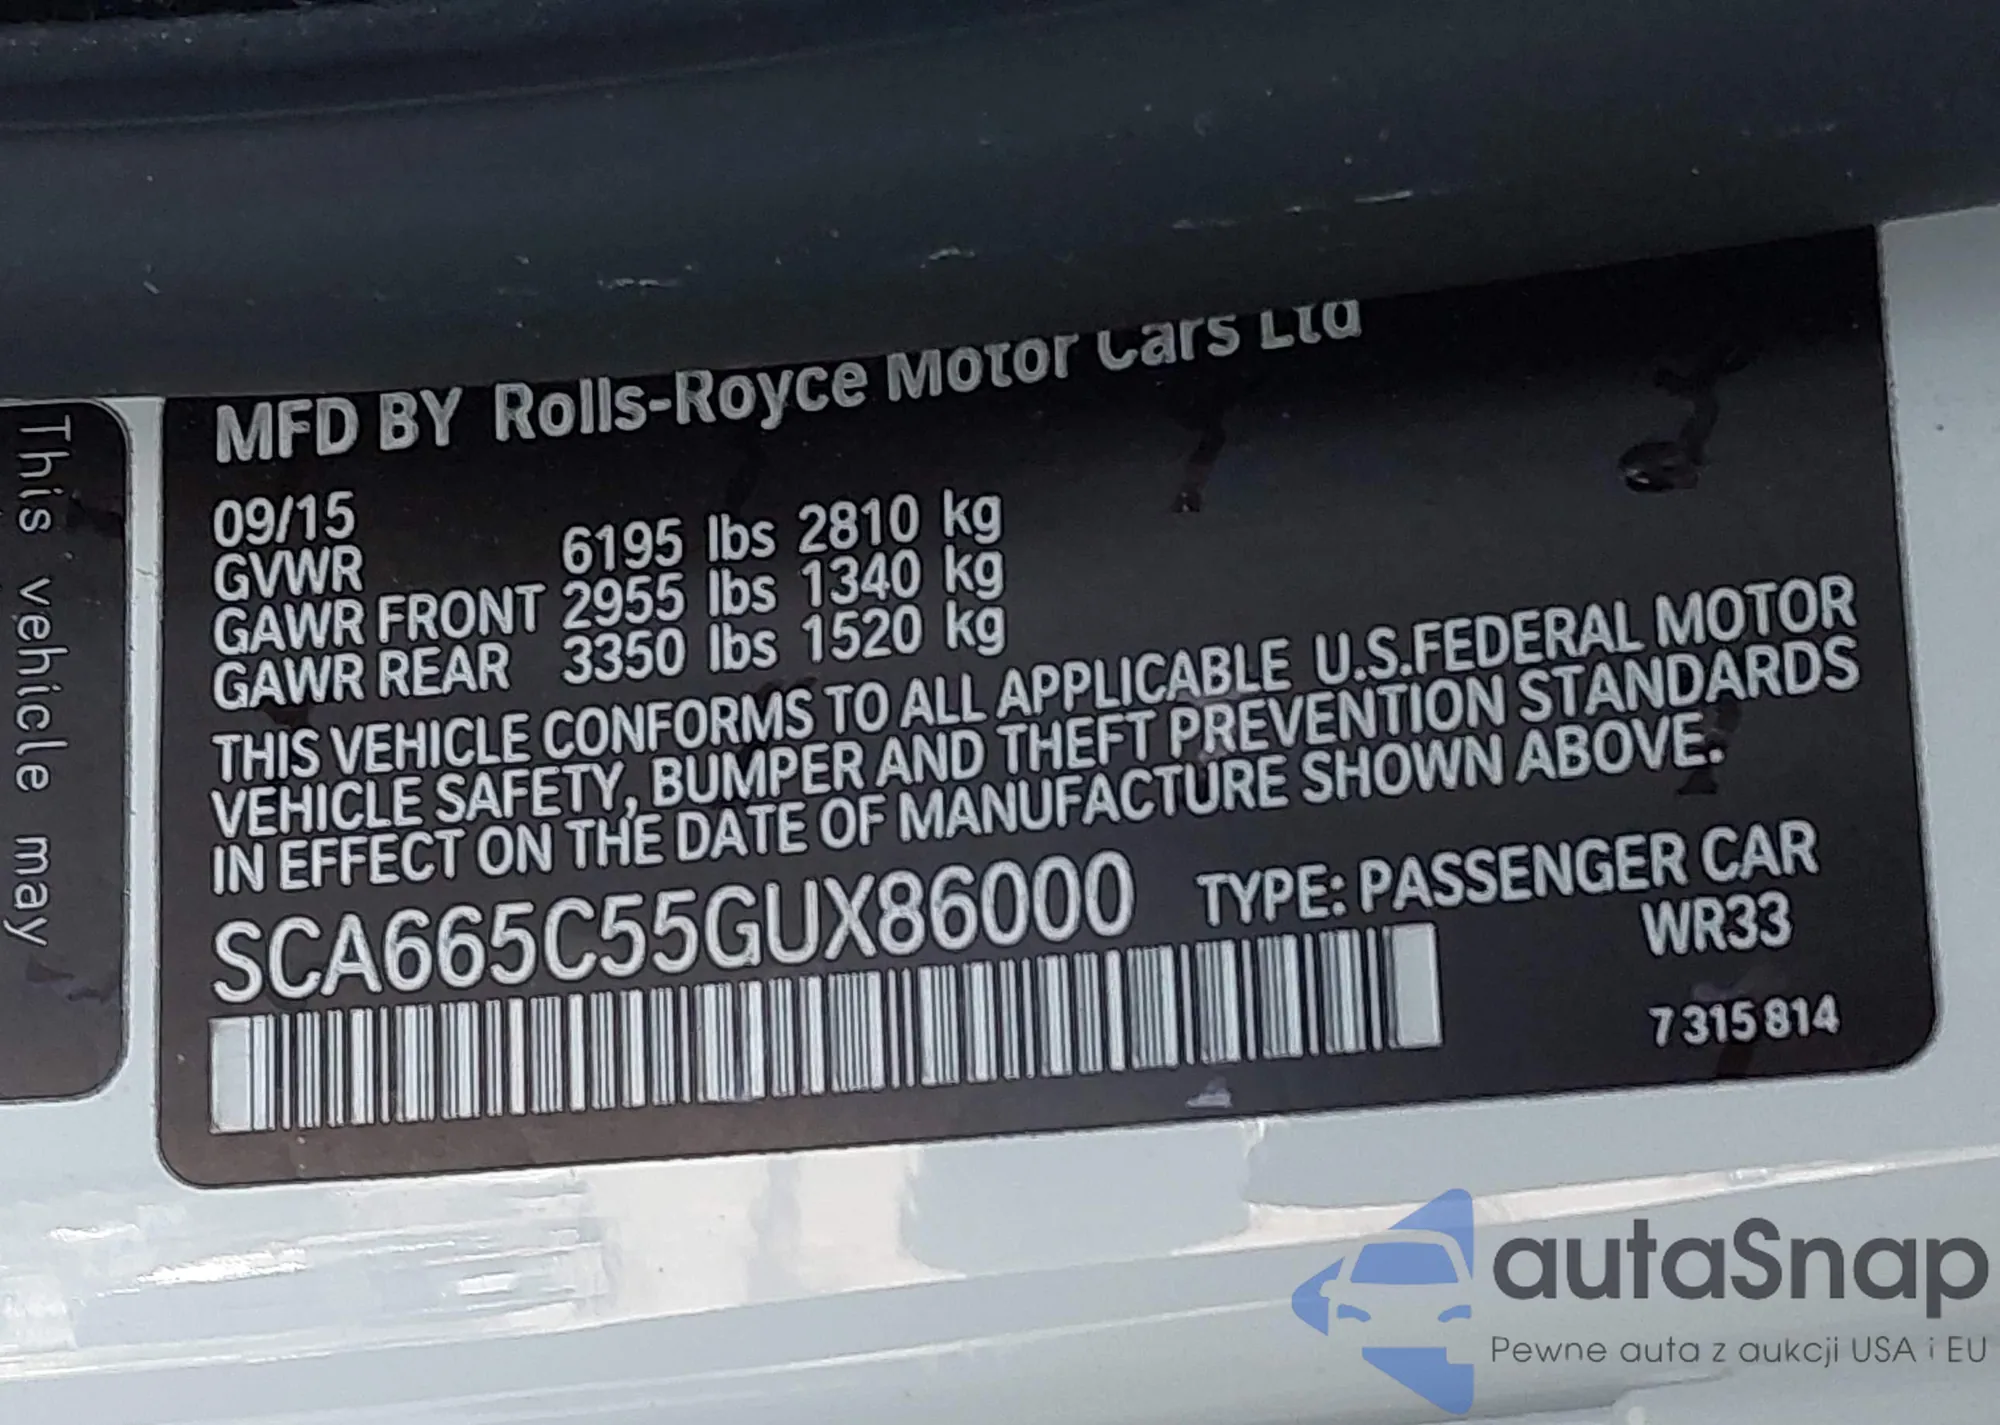 This vehicle may
MFD BY Rolls-Royce Motor Cars Ltd
09/15
GVWR 6195 lbs 2810 kg
GAWR FRONT 2955 lbs 1340 kg
GAWR REAR 3350 lbs 1520 kg
THIS VEHICLE CONFORMS TO ALL APPLICABLE U.S.FEDERAL MOTOR
VEHICLE SAFETY, BUMPER AND THEFT PREVENTION STANDARDS
IN EFFECT ON THE DATE OF MANUFACTURE SHOWN ABOVE.
SCA665C55GUX86000 TYPE: PASSENGER CAR
WR33
7 315 814
autaSnap
Pewne auta z aukcji USA i EU